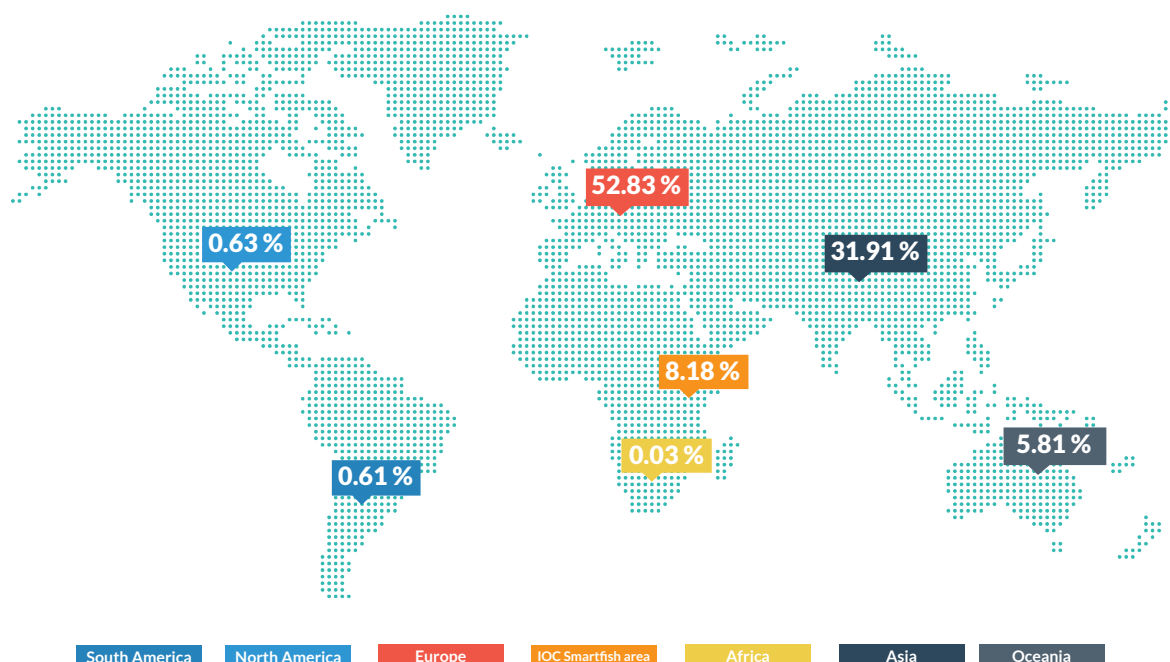 52.83 %
0.63 %
31.91 %
8.18 %
5.81 %
0.03 %
0.61 %
South America
North America
Europe
IOC Smartfish area
Africa
Asia
Oceania